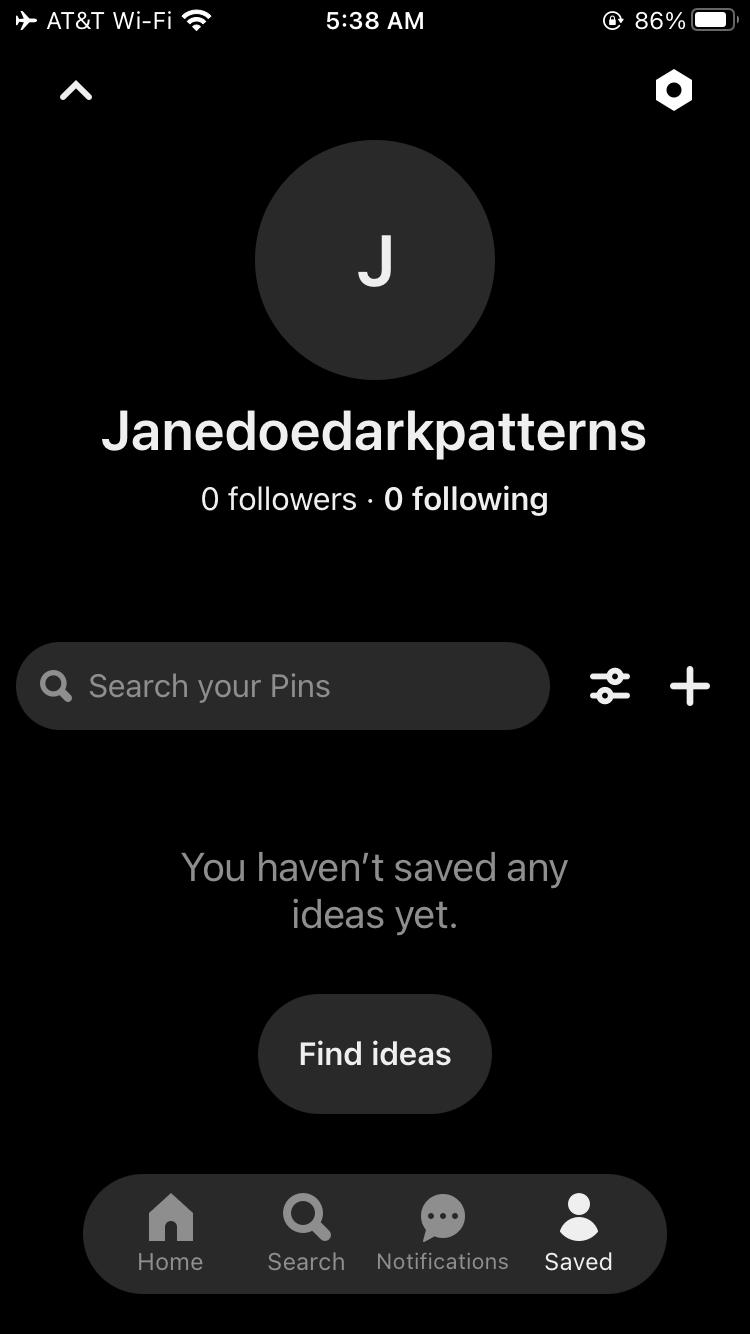 AT&T Wi-Fi 5:38 AM 86%
J
Janedoedarkpatterns
0 followers · 0 following
Search your Pins
You haven’t saved any
ideas yet.
Find ideas
Home Search Notifications Saved